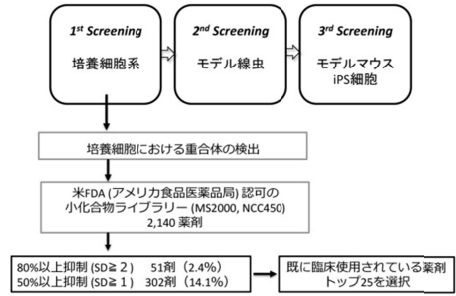 1st Screening
培養細胞系
2nd Screening
モデル線虫
3rd Screening
モデルマウス
iPS細胞
培養細胞における重合体の検出
米FDA (アメリカ食品医薬品局) 認可の
小化合物ライブラリー (MS2000, NCC450)
2,140 薬剤
80%以上抑制 (SD≧2) 51剤 (2.4%)
50%以上抑制 (SD≧1) 302剤 (14.1%)
既に臨床使用されている薬剤
トップ25を選択